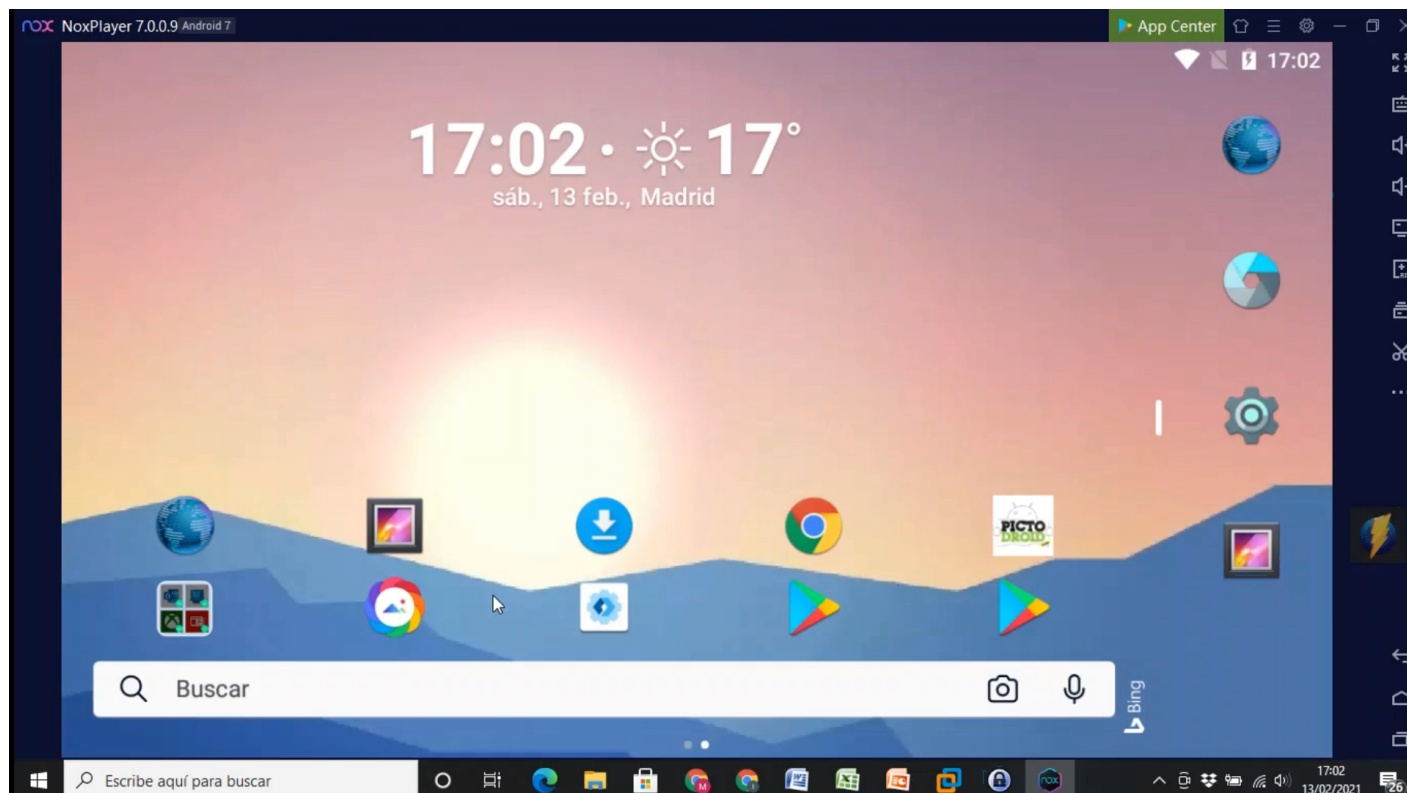 nox NoxPlayer 7.0.0.9 Android 7
App Center
17:02
17:02 · 17°
sáb., 13 feb., Madrid
PICTO
DROID
Buscar
Bing
Escribe aquí para buscar
17:02
13/02/2021
26